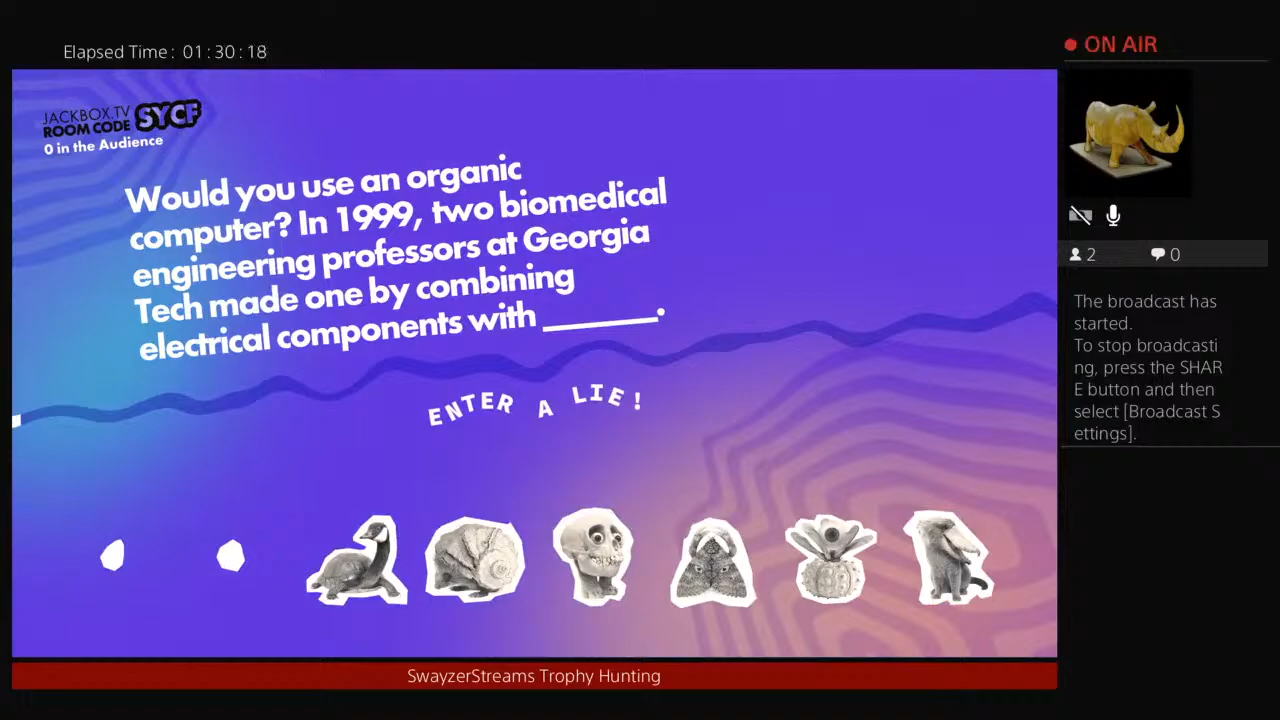 Elapsed Time: 01:30:18
ON AIR
JACKBOX.TV
ROOM CODE SYCF
0 in the Audience
Would you use an organic
computer? In 1999, two biomedical
engineering professors at Georgia
Tech made one by combining
electrical components with ________.
ENTER A LIE!
2 0
The broadcast has
started.
To stop broadcasti
ng, press the SHAR
E button and then
select [Broadcast S
ettings].
SwayzerStreams Trophy Hunting